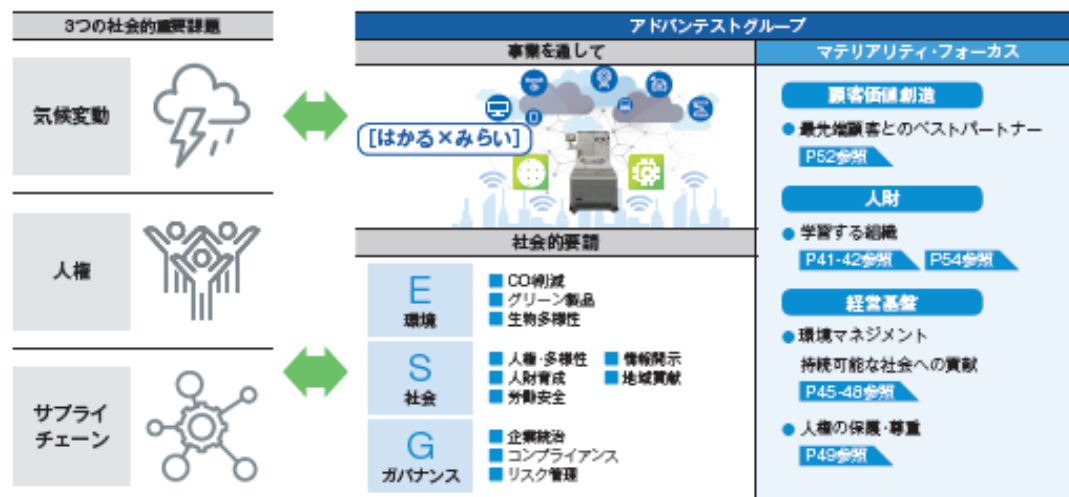 3つの社会的重要課題
気候変動
人権
サプライ
チェーン
アドバンテストグループ
事業を通して
[はかる×みらい]
社会的要請
E
環境
CO2削減
グリーン製品
生物多様性
S
社会
人権・多様性
情報開示
人財育成
地域貢献
労働安全
G
ガバナンス
企業統治
コンプライアンス
リスク管理
マテリアリティ・フォーカス
顧客価値創造
最先端顧客とのベストパートナー
P52参照
人財
学習する組織
P41-42参照 P54参照
経営基盤
環境マネジメント
持続可能な社会への貢献
P45-48参照
人権の保護・尊重
P49参照